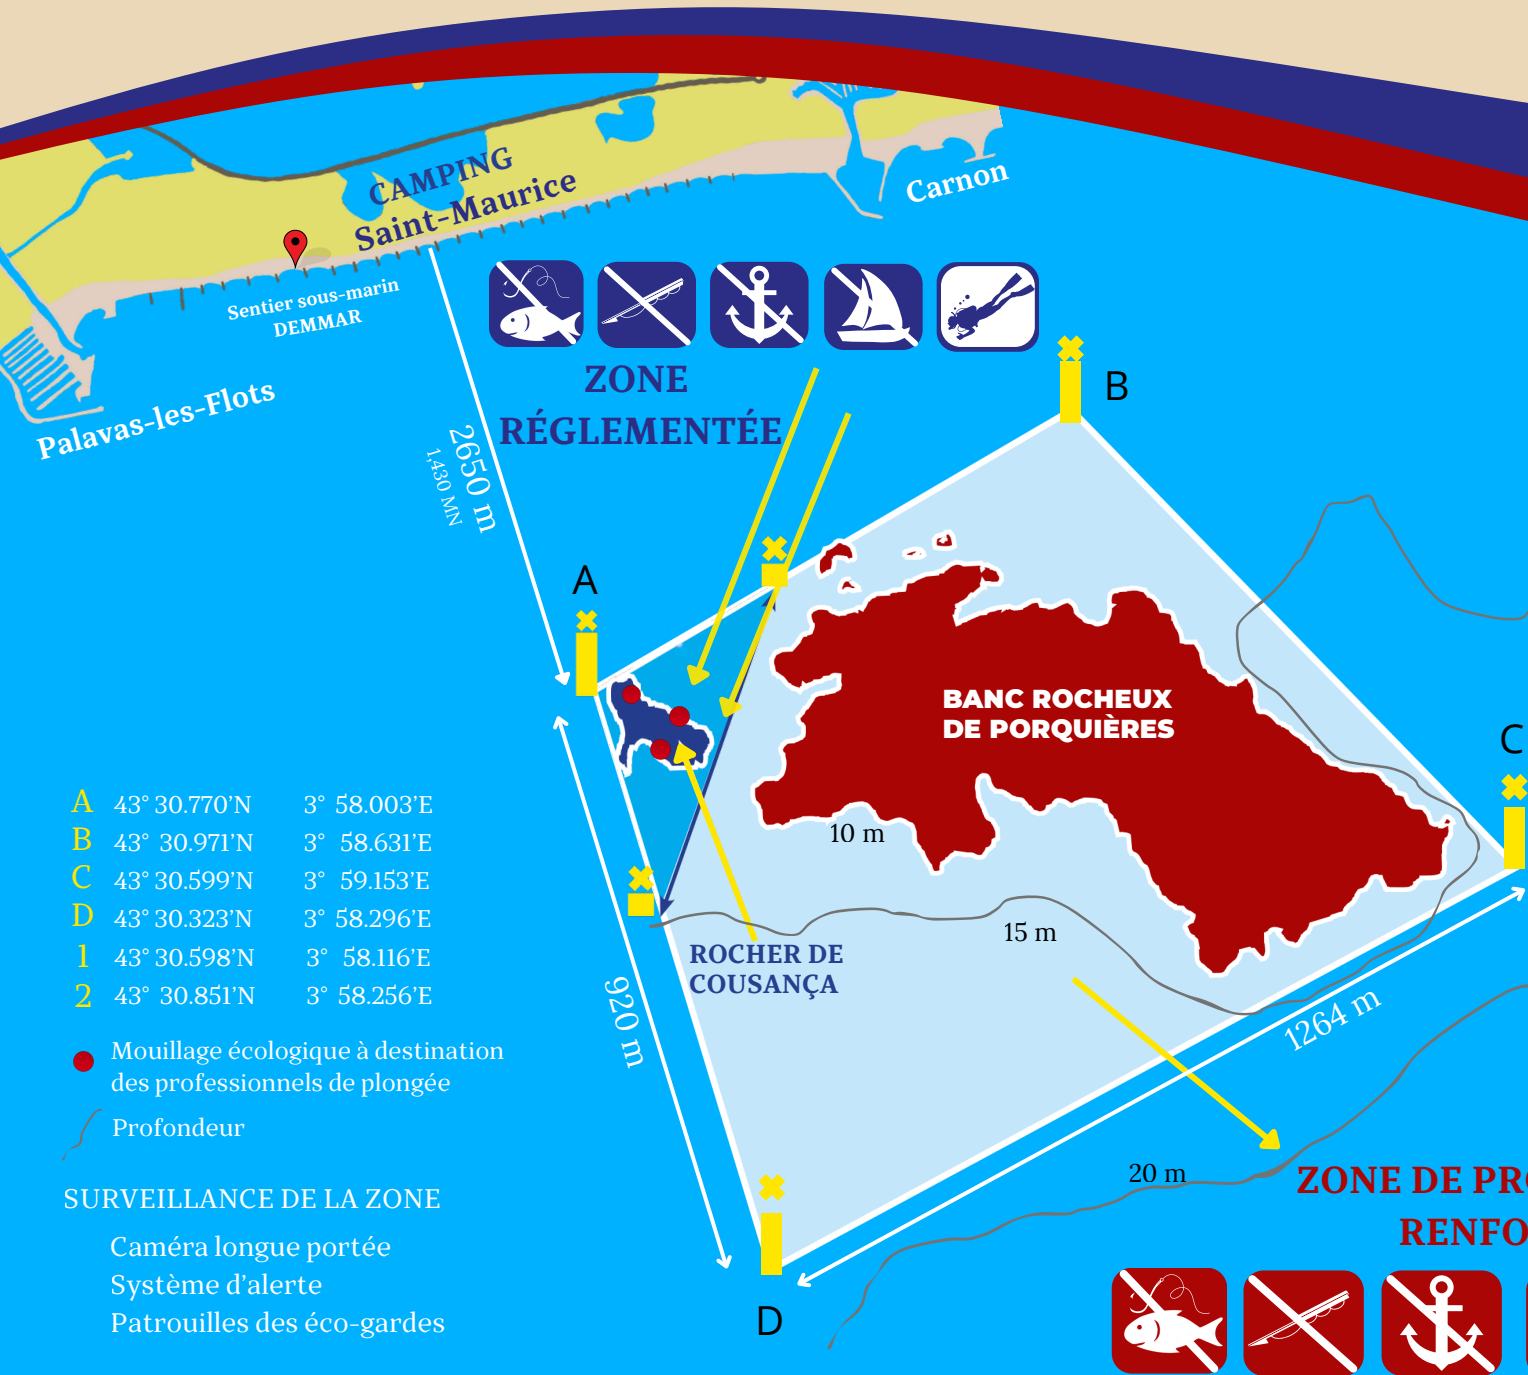 CAMPING
Saint-Maurice
Carnon
Sentier sous-marin
DEMMAR
Palavas-les-Flots
ZONE
RÉGLEMENTÉE
2650 m
1,430 MN
A
B
C
D
BANC ROCHEUX
DE PORQUIÈRES
10 m
15 m
20 m
ROCHER DE
COUSANÇA
920 m
1264 m
A 43° 30.770’N 3° 58.003’E
B 43° 30.971’N 3° 58.631’E
C 43° 30.599’N 3° 59.153’E
D 43° 30.323’N 3° 58.296’E
1 43° 30.598’N 3° 58.116’E
2 43° 30.851’N 3° 58.256’E
Mouillage écologique à destination
des professionnels de plongée
Profondeur
SURVEILLANCE DE LA ZONE
Caméra longue portée
Système d’alerte
Patrouilles des éco-gardes
ZONE DE PRO
RENFO